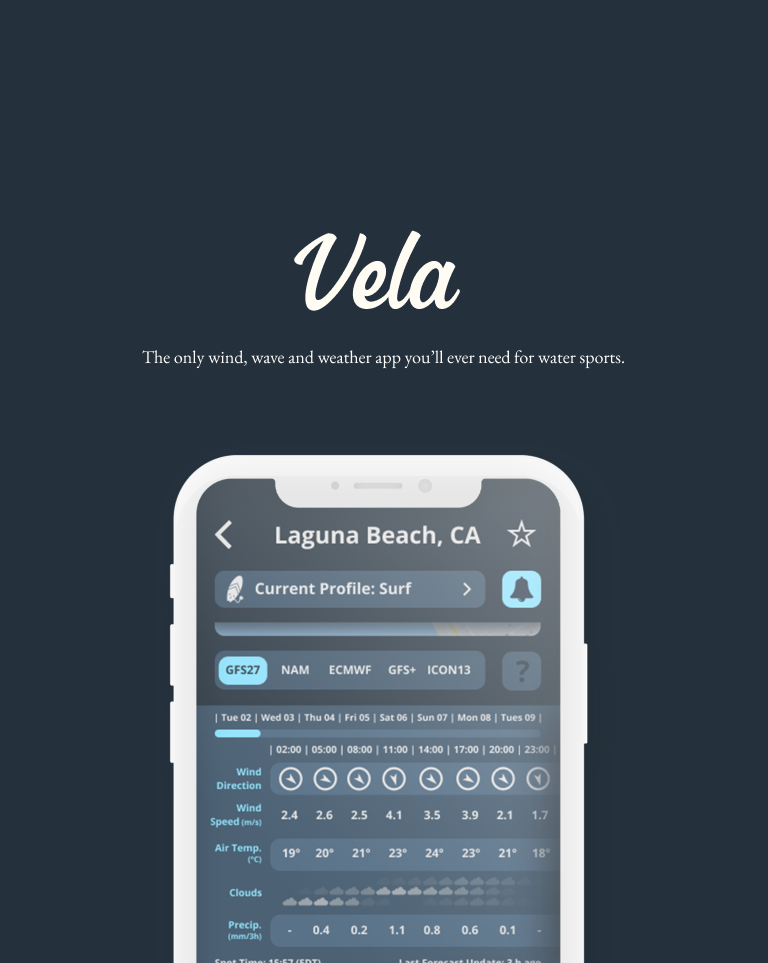 Vela
The only wind, wave and weather app you’ll ever need for water sports.
Laguna Beach, CA
Current Profile: Surf
GFS27 NAM ECMWF GFS+ ICON13 ?
| Tue 02 | Wed 03 | Thu 04 | Fri 05 | Sat 06 | Sun 07 | Mon 08 | Tues 09 |
| 02:00 | 05:00 | 08:00 | 11:00 | 14:00 | 17:00 | 20:00 | 23:00 |
Wind
Direction
Wind
Speed (m/s) 2.4 2.6 2.5 4.1 3.5 3.9 2.1 1.7
Air Temp.
(°C) 19° 20° 21° 23° 24° 23° 21° 18°
Clouds
Precip.
(mm/3h) - 0.4 0.2 1.1 0.8 0.6 0.1 -
Spot Time: 15:57 (EDT) Last Forecast Update: 3 h ago